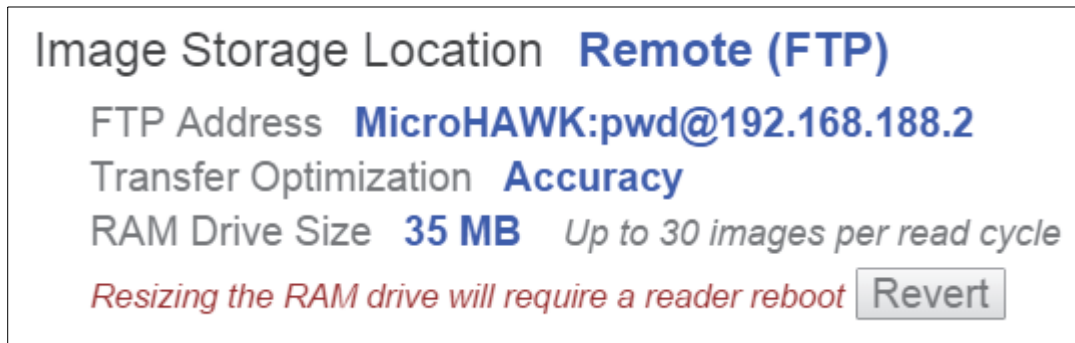 Image Storage Location Remote (FTP)
FTP Address MicroHAWK:pwd@192.168.188.2
Transfer Optimization Accuracy
RAM Drive Size 35 MB Up to 30 images per read cycle
Resizing the RAM drive will require a reader reboot Revert